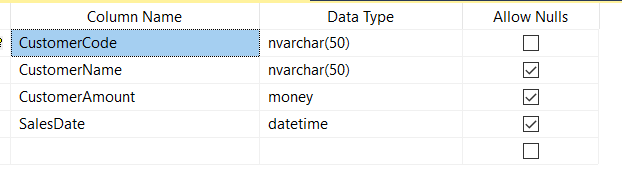 Column Name Data Type Allow Nulls
CustomerCode nvarchar(50)
CustomerName nvarchar(50)
CustomerAmount money
SalesDate datetime